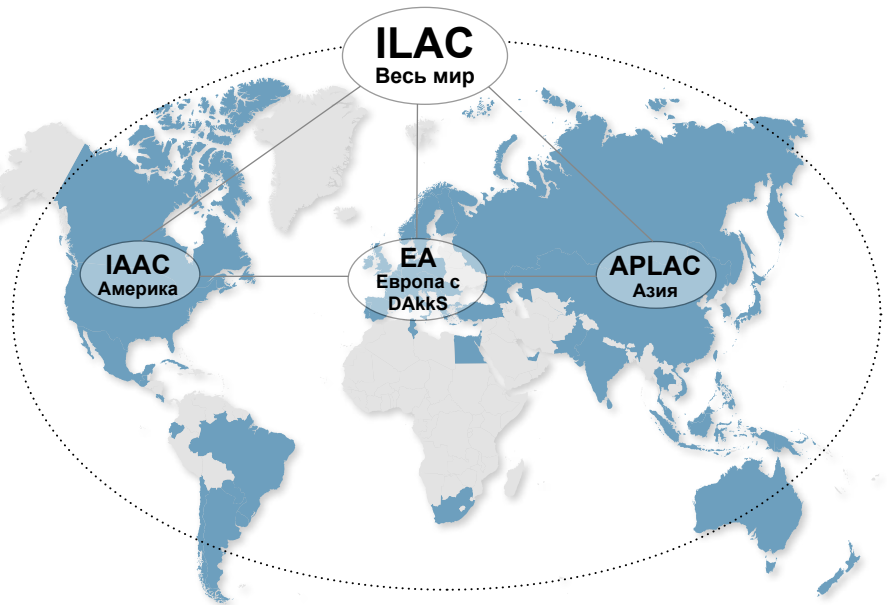 ILAC
Весь мир
IAAC
Америка
EA
Европа с
DAkkS
APLAC
Азия